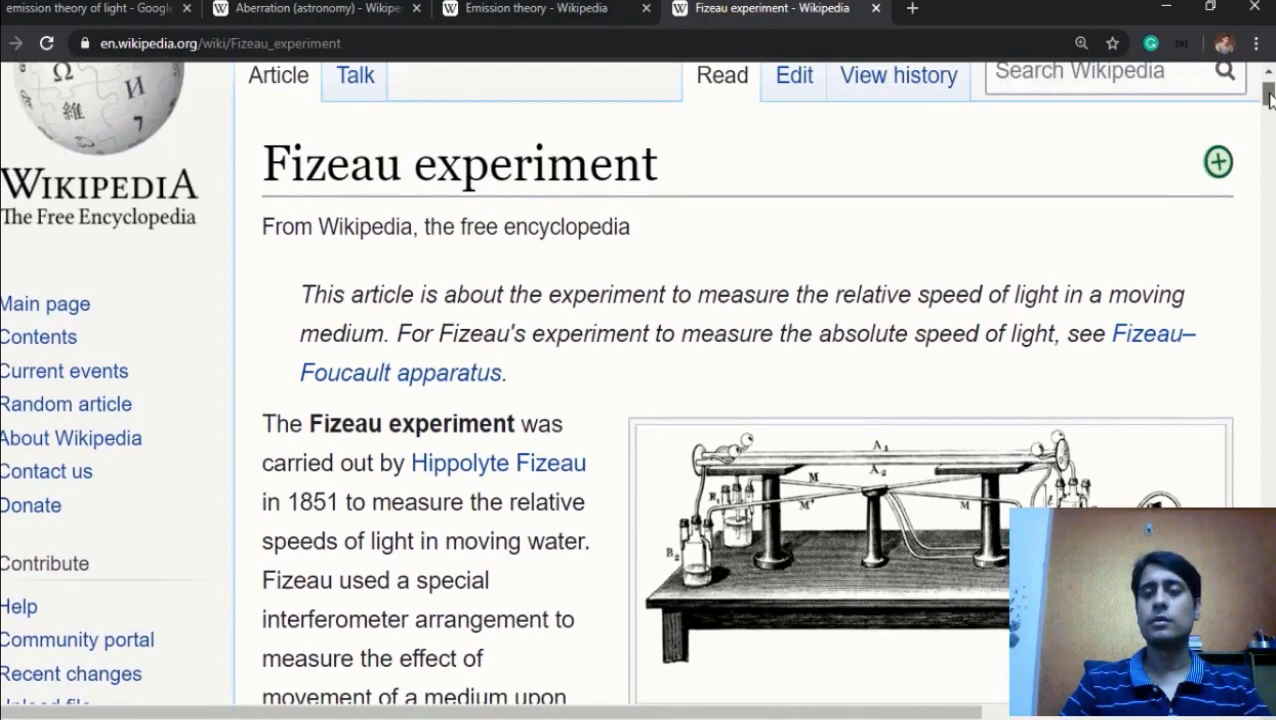 emission theory of light - Google
Aberration (astronomy) - Wikipe
Emission theory - Wikipedia
Fizeau experiment - Wikipedia
en.wikipedia.org/wiki/Fizeau_experiment
Article
Talk
Read
Edit
View history
Search Wikipedia
Ω
И
維
7
WIKIPEDIA
The Free Encyclopedia
Main page
Contents
Current events
Random article
About Wikipedia
Contact us
Donate
Contribute
Help
Community portal
Recent changes
Fizeau experiment
From Wikipedia, the free encyclopedia
This article is about the experiment to measure the relative speed of light in a moving
medium. For Fizeau's experiment to measure the absolute speed of light, see Fizeau–
Foucault apparatus.
The Fizeau experiment was
carried out by Hippolyte Fizeau
in 1851 to measure the relative
speeds of light in moving water.
Fizeau used a special
interferometer arrangement to
measure the effect of
movement of a medium upon
A₁
A₂
M
M'
M
B₂